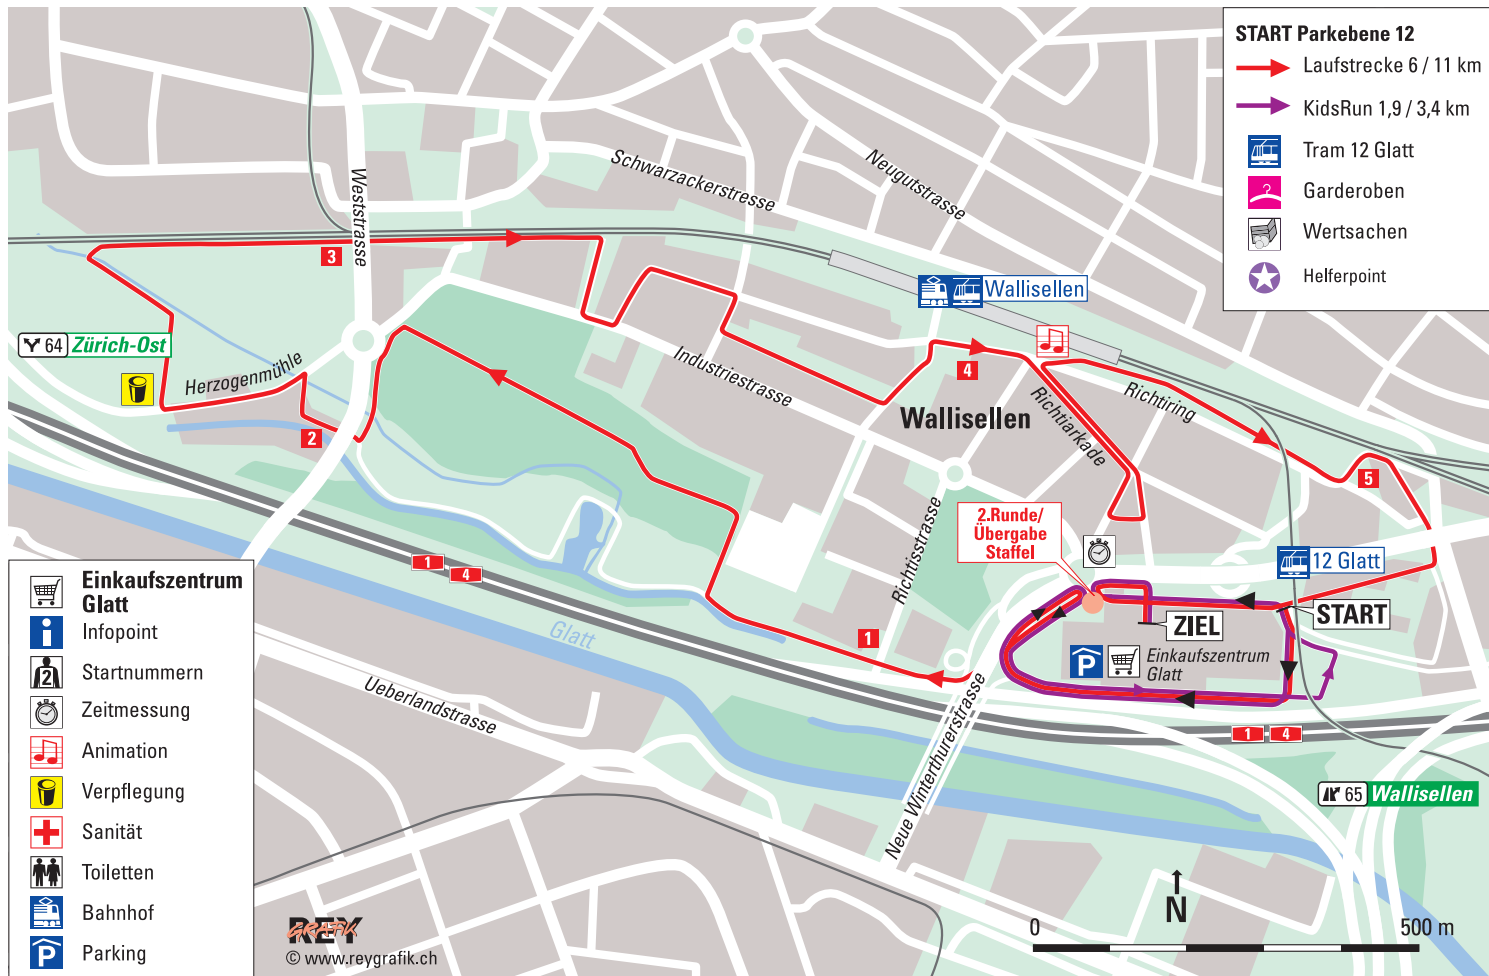 START Parkebene 12
Laufstrecke 6 / 11 km
KidsRun 1,9 / 3,4 km
Tram 12 Glatt
Garderoben
Wertsachen
Helferpoint
Schwarzackerstresse
Neugutstrasse
Weststrasse
3
Wallisellen
64 Zürich-Ost
Herzogenmühle
Industriestrasse
4
Richtiring
Wallisellen
Richtiarkade
2
5
2.Runde/
Übergabe
Staffel
Richtisstrasse
1
4
12 Glatt
START
ZIEL
Glatt
1
Einkaufszentrum
Glatt
P
Ueberlandstrasse
Neue Winterthurerstrasse
1
4
65 Wallisellen
Einkaufszentrum
Glatt
i
Infopoint
2
Startnummern
Zeitmessung
Animation
Verpflegung
Sanität
Toiletten
Bahnhof
P
Parking
REY
GRAFIK
© www.reygrafik.ch
N
0
500 m